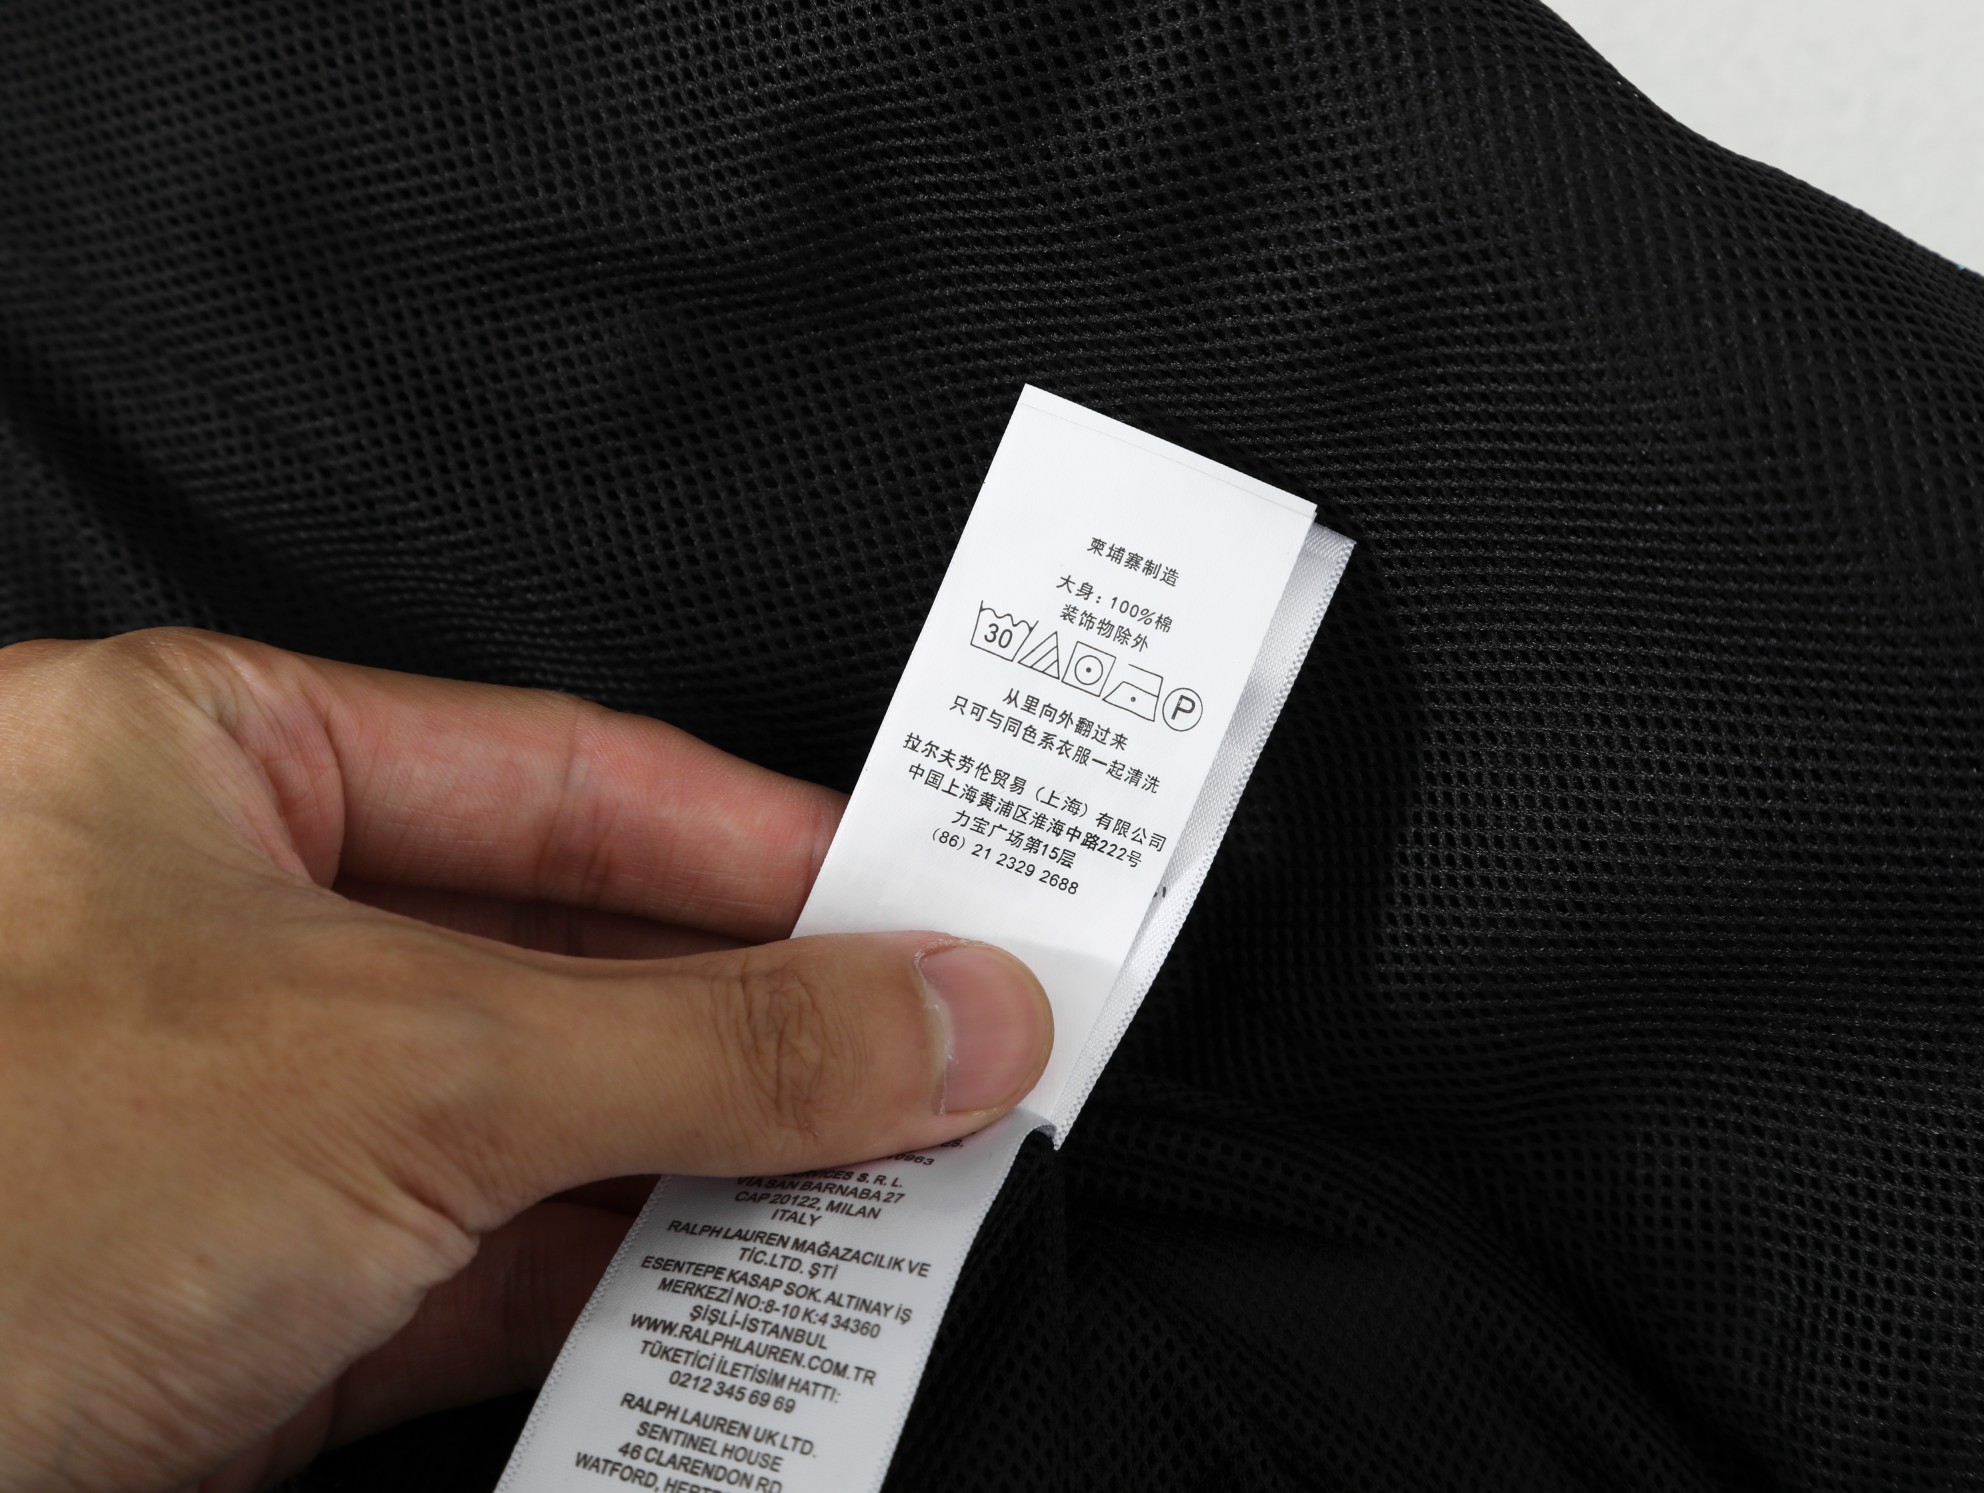 柬埔寨制造
大身：100%棉
装饰物除外
30
P
从里向外翻过来
只可与同色系衣服一起清洗
拉尔夫劳伦贸易（上海）有限公司
中国上海黄浦区淮海中路222号
力宝广场第15层
（86）21 2329 2688
0963
S. R. L.
VIA SAN BARNABA 27
CAP 20122, MILAN
ITALY
RALPH LAUREN MAĞAZACILIK VE
TİC.LTD. ŞTİ
ESENTEPE KASAP SOK. ALTINAY İŞ
MERKEZİ NO:8-10 K:4 34360
ŞİŞLİ-İSTANBUL
WWW.RALPHLAUREN.COM.TR
TÜKETİCİ İLETİSİM HATTI:
0212 345 69 69
RALPH LAUREN UK LTD.
SENTINEL HOUSE
46 CLARENDON RD
WATFORD,